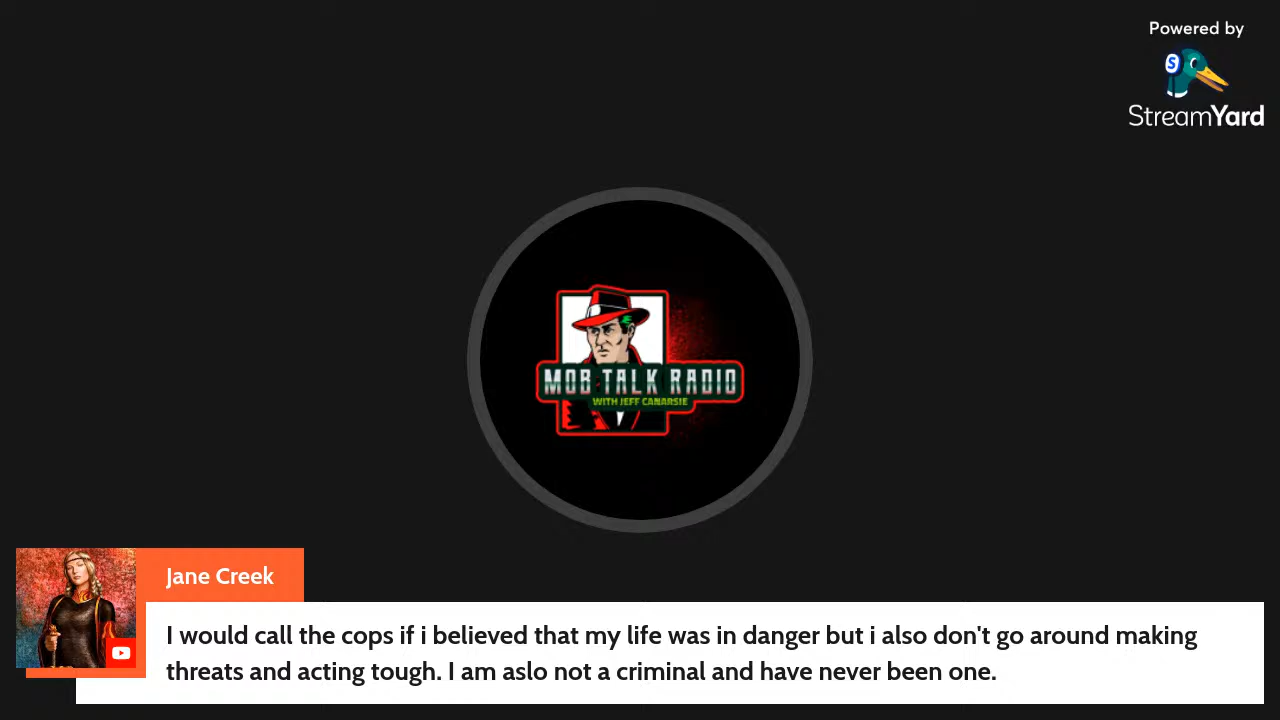 Powered by
S
StreamYard
MOB TALK RADIO
WITH JEFF CANARSIE
Jane Creek
I would call the cops if i believed that my life was in danger but i also don't go around making
threats and acting tough. I am aslo not a criminal and have never been one.